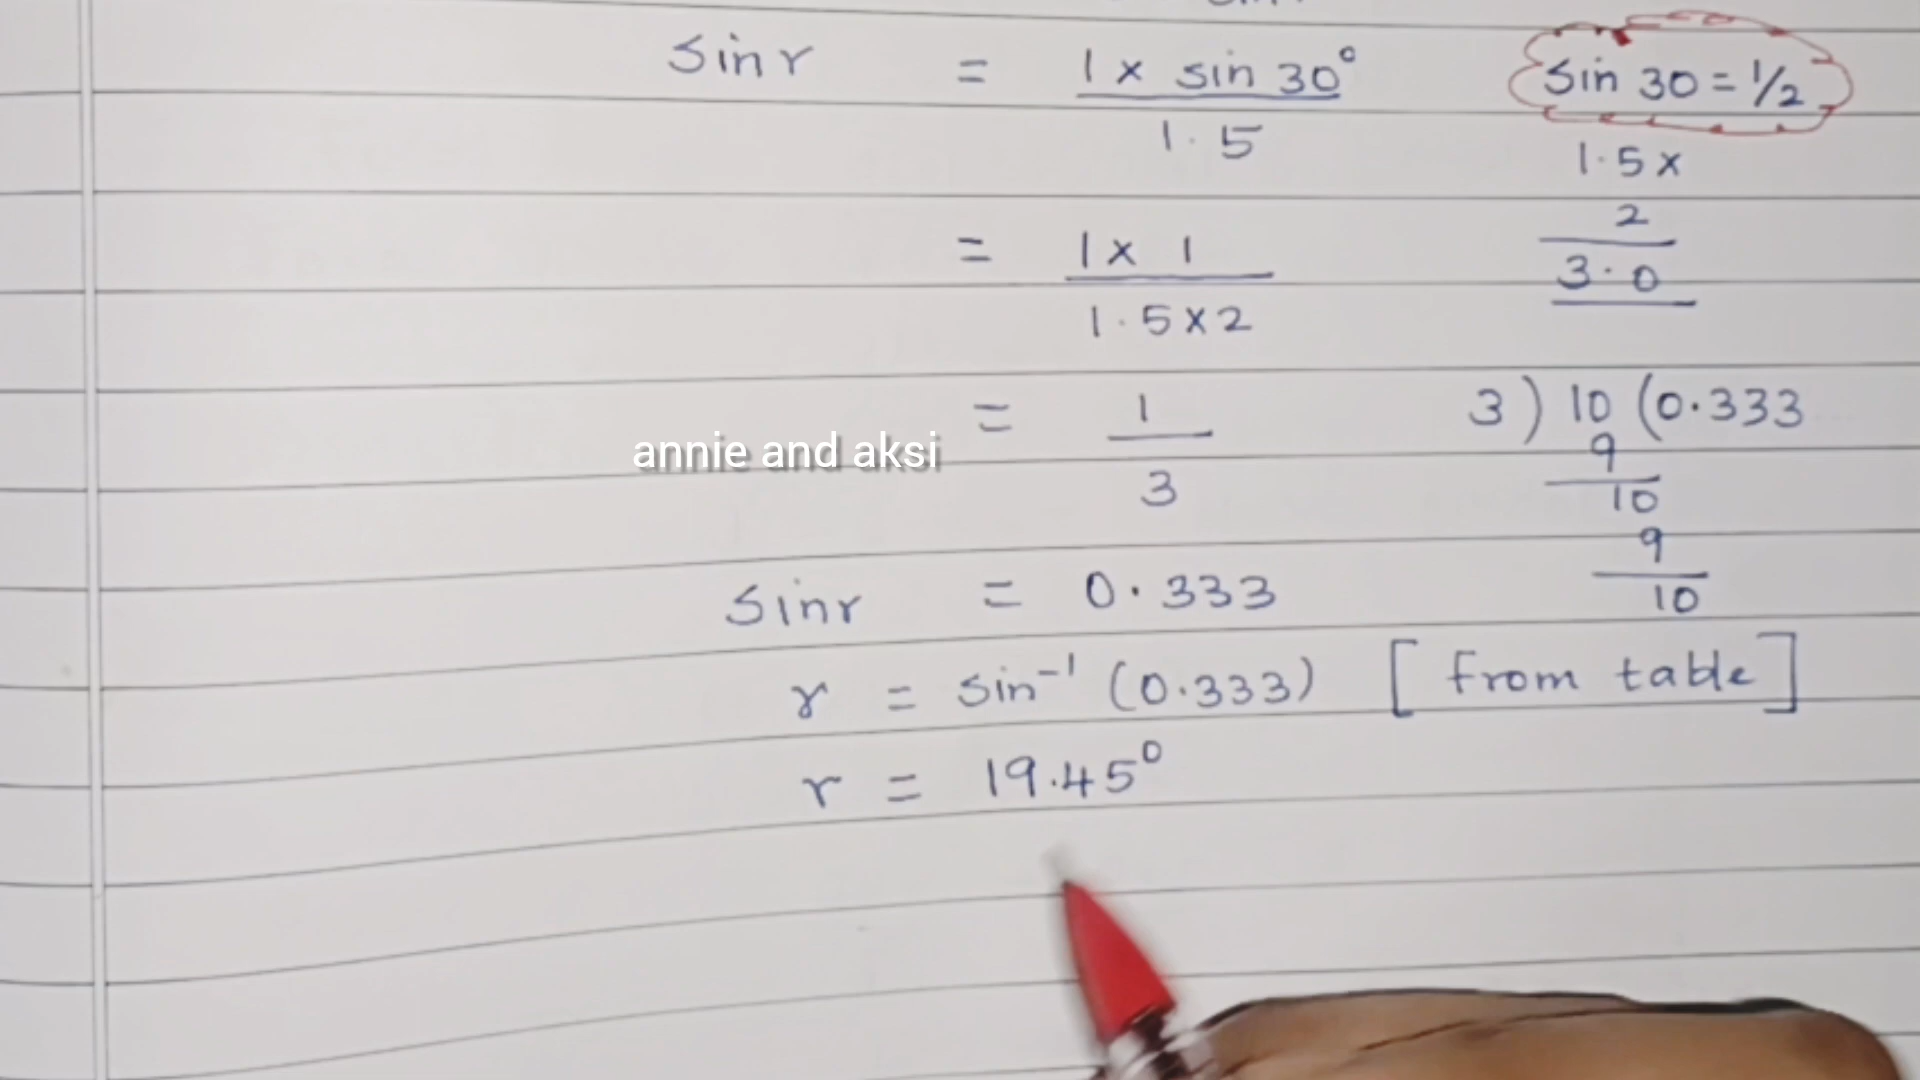 sin r = 1 x sin 30°
1.5
sin 30 = 1/2
1.5 x
2
3.0
= 1 x 1
1.5 x 2
= 1
3
3 ) 10 ( 0.333
9
10
9
10
annie and aksi
sin r = 0.333
r = sin⁻¹ (0.333) [ from table ]
r = 19.45°